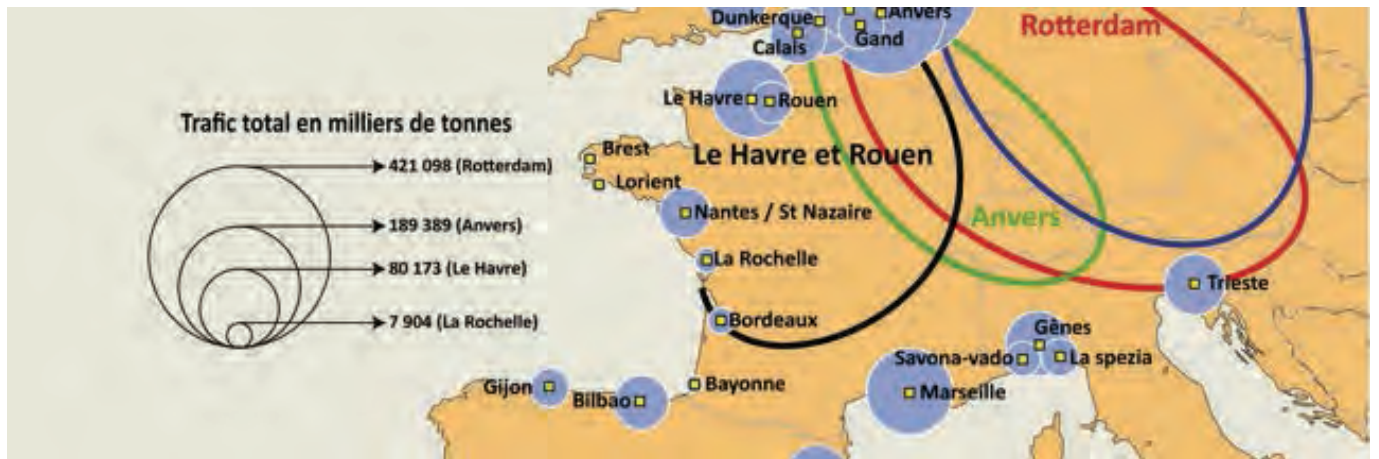 Dunkerque
Anvers
Rotterdam
Gand
Calais
Le Havre
Rouen
Trafic total en milliers de tonnes
Brest
Le Havre et Rouen
421 098 (Rotterdam)
Lorient
Nantes / St Nazaire
Anvers
189 389 (Anvers)
La Rochelle
80 173 (Le Havre)
Trieste
7 904 (La Rochelle)
Bordeaux
Gênes
Savona-vado
La spezia
Gijon
Bayonne
Marseille
Bilbao